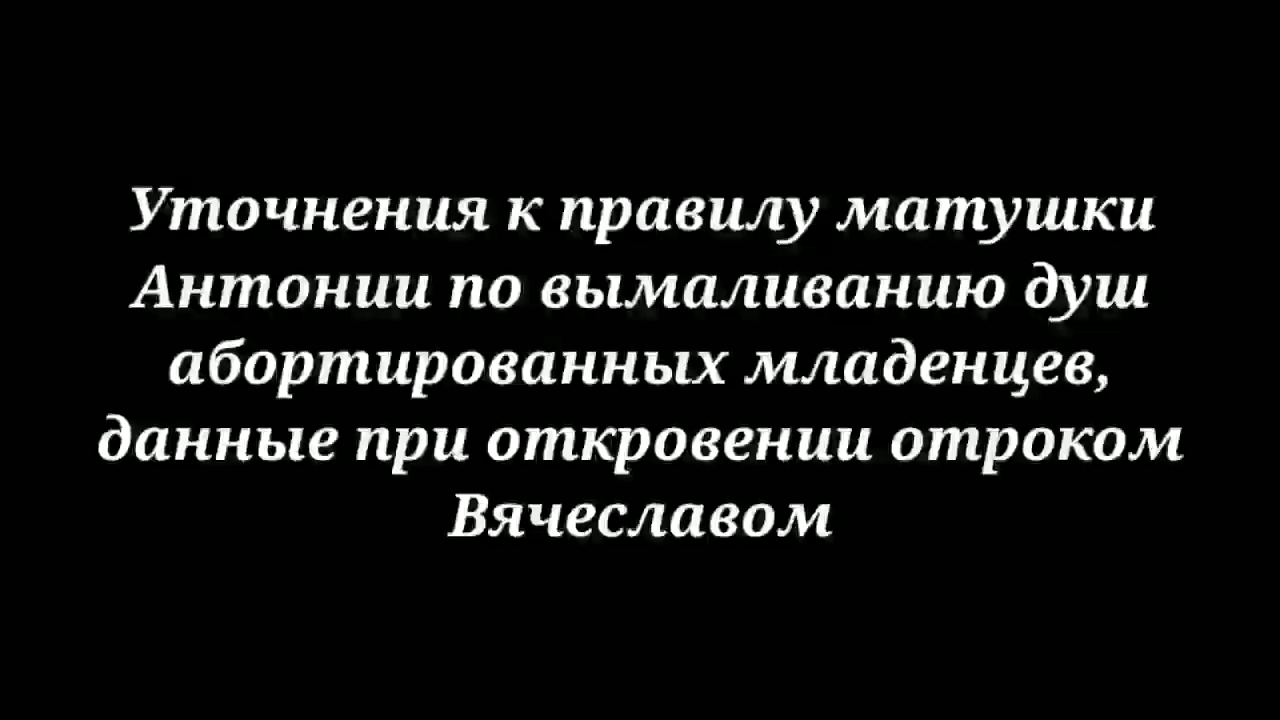 Уточнения к правилу матушки
Антонии по вымаливанию душ
абортированных младенцев,
данные при откровении отроком
Вячеславом